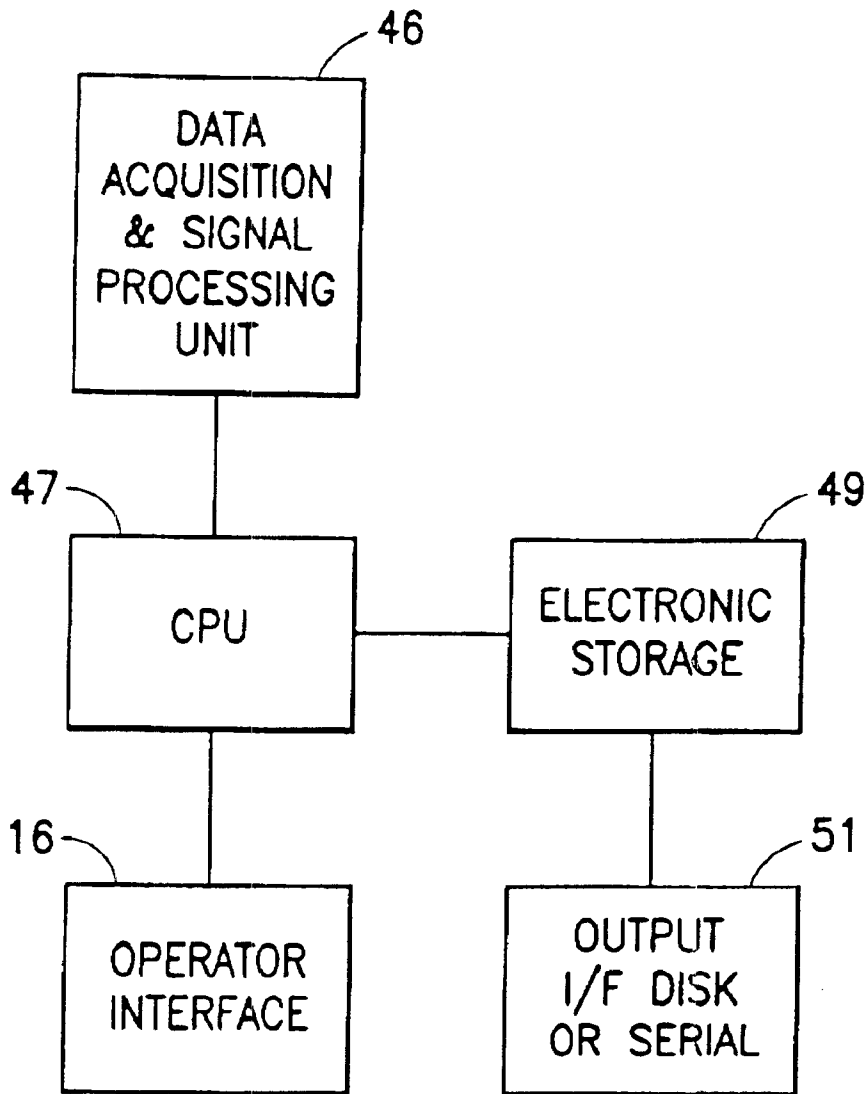 46
DATA
ACQUISITION
& SIGNAL
PROCESSING
UNIT
47
CPU
49
ELECTRONIC
STORAGE
16
OPERATOR
INTERFACE
51
OUTPUT
I/F DISK
OR SERIAL